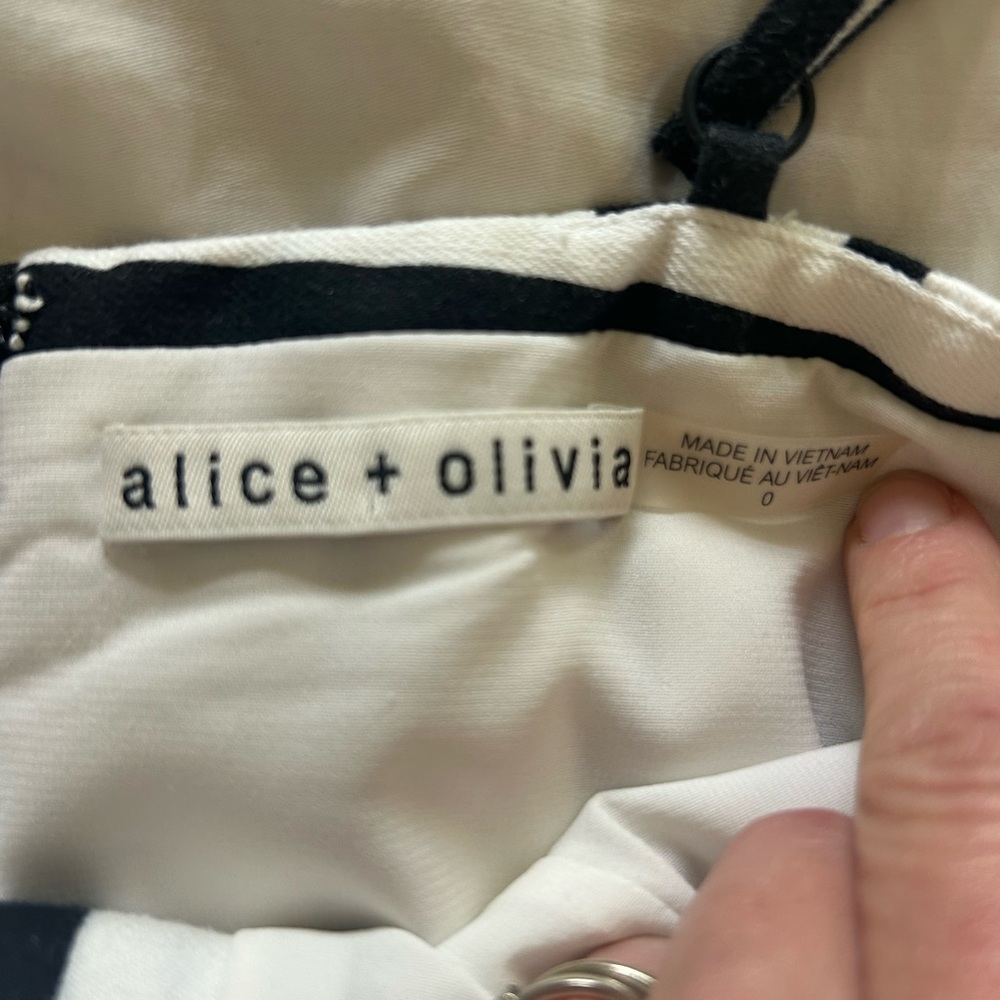 alice + olivia
MADE IN VIETNAM
FABRIQUÉ AU VIÊT-NAM
0